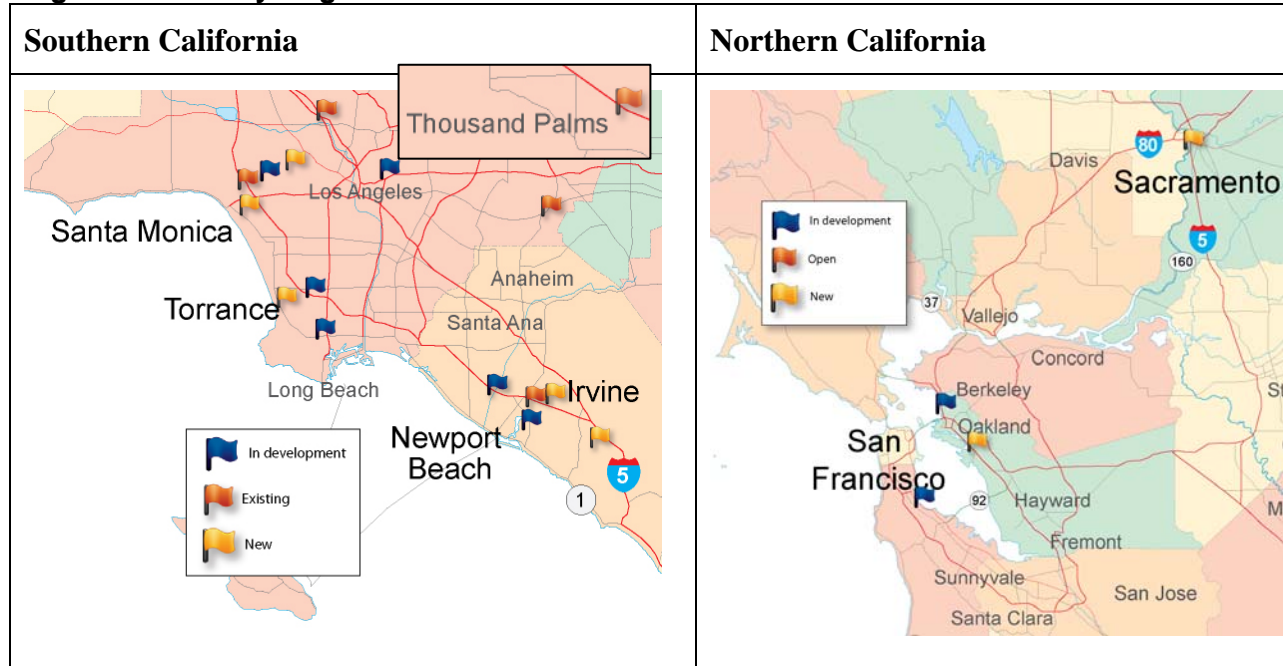 Southern California
Northern California
Thousand Palms
Los Angeles
Santa Monica
Anaheim
Torrance
Santa Ana
Long Beach
Irvine
Newport
Beach
5
1
In development
Existing
New
80
Davis
Sacramento
5
160
In development
Open
New
37
Vallejo
Concord
Berkeley
Oakland
San
Francisco
92
Hayward
Fremont
Sunnyvale
San Jose
Santa Clara